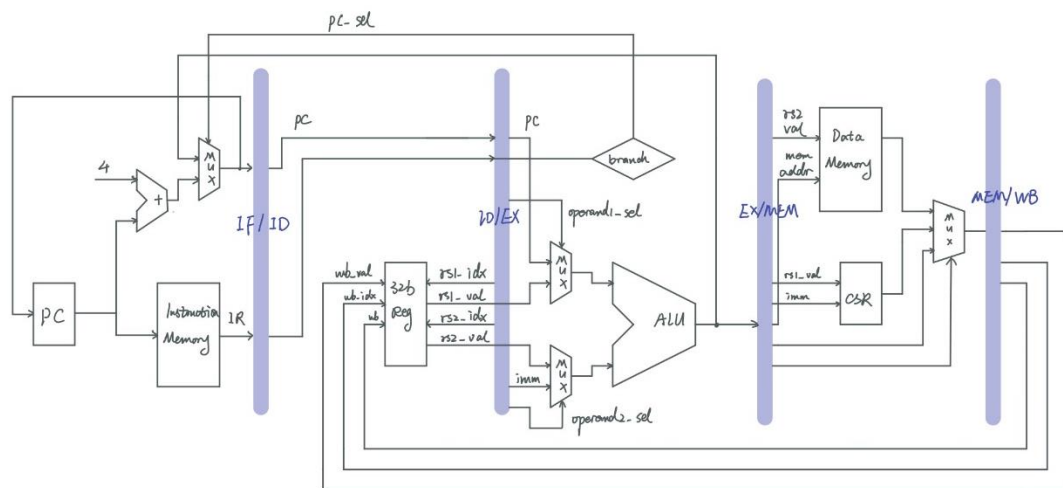 pc_sel
PC
PC
4
MUX
+
branch
rs2
val
Data
Memory
mem
addr
IF/ID
ID/EX
operand1_sel
EX/MEM
MUX
MEM/WB
wb_val
wb_idx
wb
32b
Reg
rs1_idx
rs1_val
rs2_idx
rs2_val
MUX
ALU
rs1_val
imm
CSR
PC
Instruction
Memory
IR
imm
MUX
operand2_sel